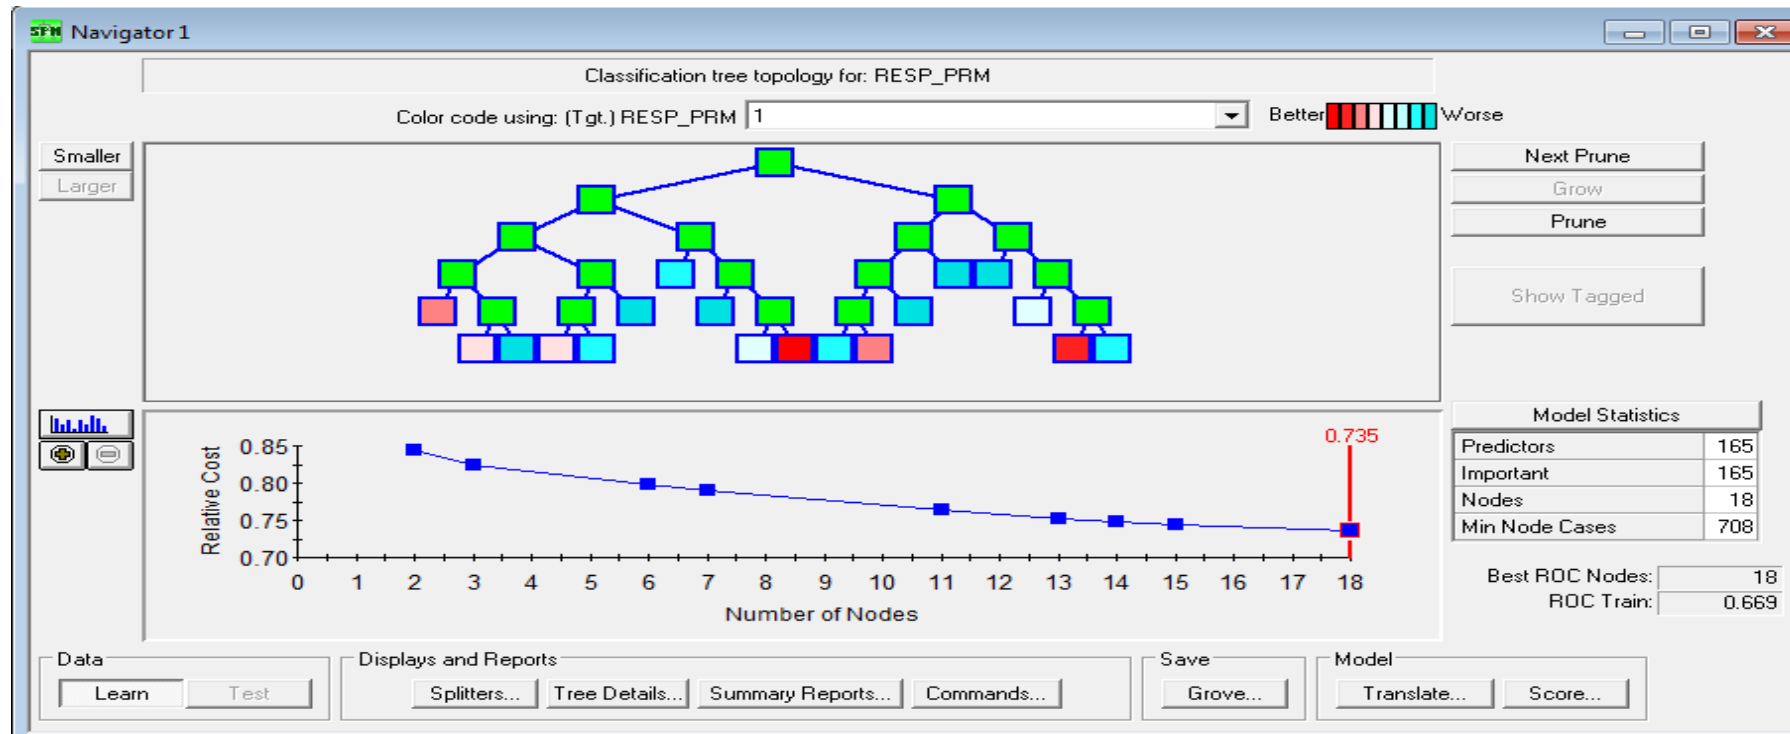 SPM Navigator 1
Classification tree topology for: RESP_PRM
Color code using: (Tgt.) RESP_PRM 1 Better Worse
Smaller
Larger
Next Prune
Grow
Prune
Show Tagged
0.735
Relative Cost
0.85
0.80
0.75
0.70
0 1 2 3 4 5 6 7 8 9 10 11 12 13 14 15 16 17 18
Number of Nodes
Model Statistics
Predictors 165
Important 165
Nodes 18
Min Node Cases 708
Best ROC Nodes: 18
ROC Train: 0.669
Data
Learn Test
Displays and Reports
Splitters... Tree Details... Summary Reports... Commands...
Save
Grove...
Model
Translate... Score...